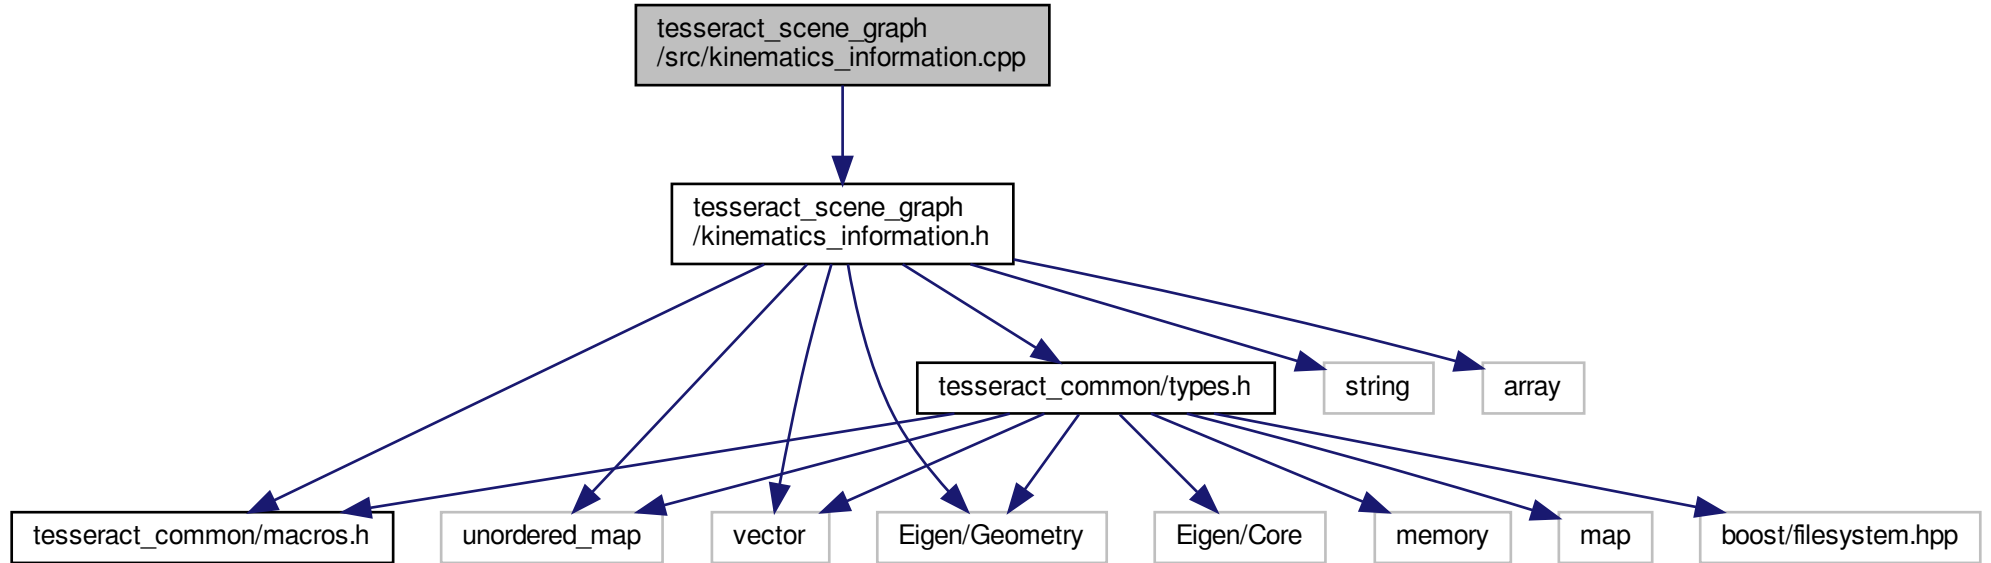 tesseract_scene_graph
/src/kinematics_information.cpp
tesseract_scene_graph
/kinematics_information.h
tesseract_common/types.h
string
array
tesseract_common/macros.h
unordered_map
vector
Eigen/Geometry
Eigen/Core
memory
map
boost/filesystem.hpp